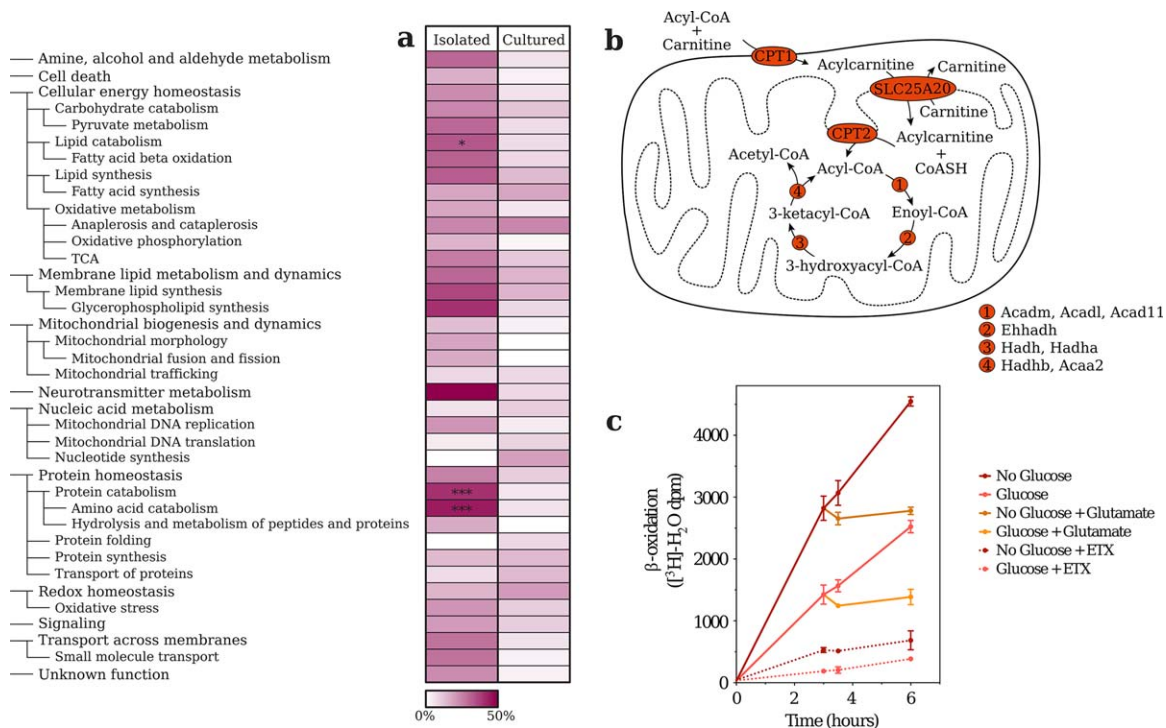 a
Isolated
Cultured
Amine, alcohol and aldehyde metabolism
Cell death
Cellular energy homeostasis
Carbohydrate catabolism
Pyruvate metabolism
Lipid catabolism
*
Fatty acid beta oxidation
Lipid synthesis
Fatty acid synthesis
Oxidative metabolism
Anaplerosis and cataplerosis
Oxidative phosphorylation
TCA
Membrane lipid metabolism and dynamics
Membrane lipid synthesis
Glycerophospholipid synthesis
Mitochondrial biogenesis and dynamics
Mitochondrial morphology
Mitochondrial fusion and fission
Mitochondrial trafficking
Neurotransmitter metabolism
Nucleic acid metabolism
Mitochondrial DNA replication
Mitochondrial DNA translation
Nucleotide synthesis
Protein homeostasis
Protein catabolism
***
Amino acid catabolism
***
Hydrolysis and metabolism of peptides and proteins
Protein folding
Protein synthesis
Transport of proteins
Redox homeostasis
Oxidative stress
Signaling
Transport across membranes
Small molecule transport
Unknown function
0%
50%
b
Acyl-CoA
+
Carnitine
CPT1
Acylcarnitine
Carnitine
SLC25A20
Carnitine
CPT2
Acylcarnitine
+
CoASH
Acetyl-CoA
Acyl-CoA
4
1
3-ketacyl-CoA
Enoyl-CoA
3
2
3-hydroxyacyl-CoA
1 Acadm, Acadl, Acad11
2 Ehhadh
3 Hadh, Hadha
4 Hadhb, Acaa2
c
β-oxidation
([³H]-H₂O dpm)
4000
3000
2000
1000
0
0
2
4
6
Time (hours)
No Glucose
Glucose
No Glucose + Glutamate
Glucose + Glutamate
No Glucose + ETX
Glucose + ETX